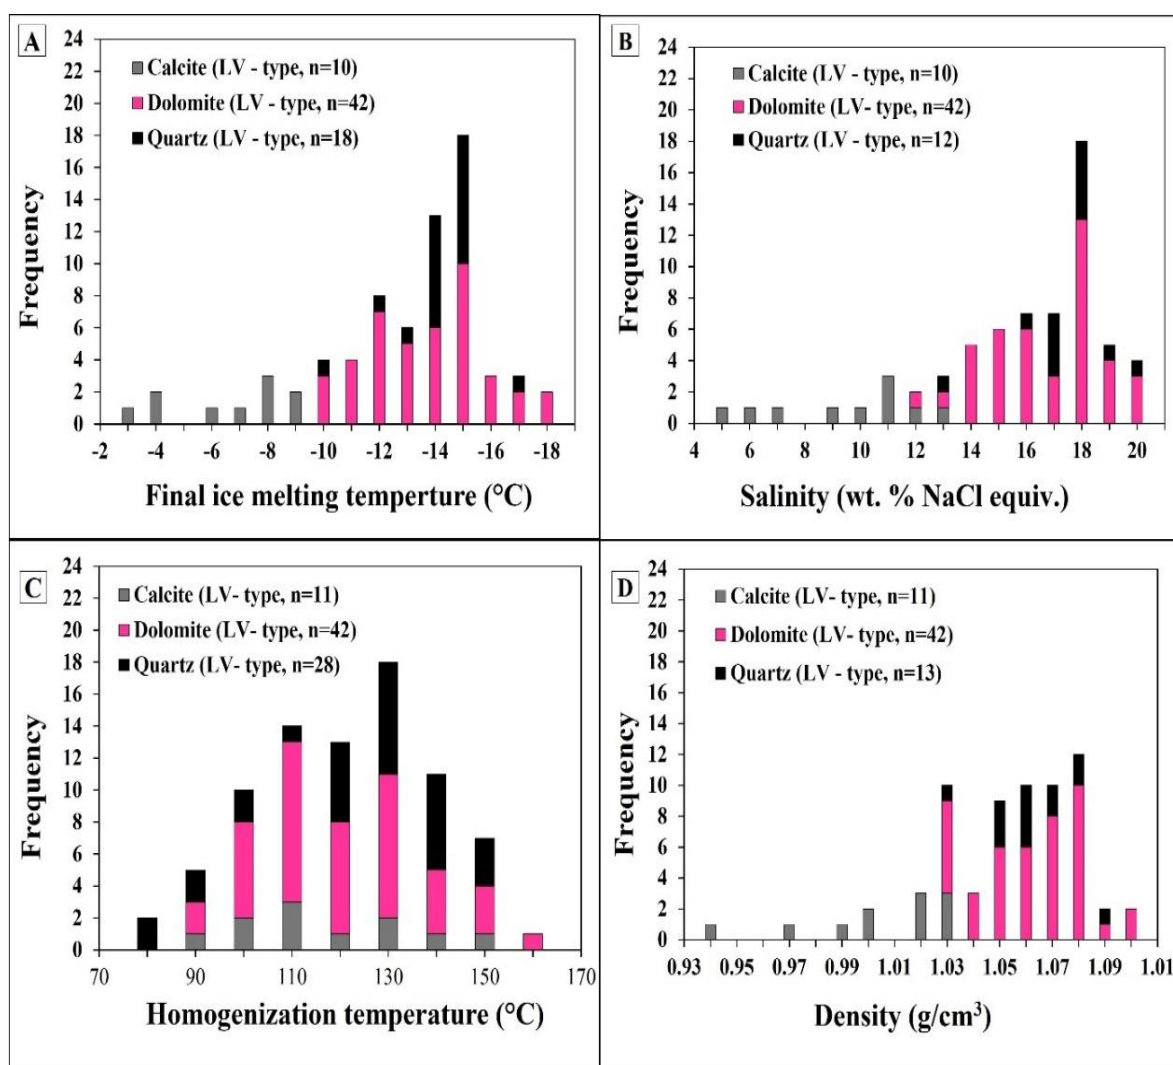 A
24
22
20
18
16
14
12
10
8
6
4
2
0
Frequency
Calcite (LV - type, n=10)
Dolomite (LV - type, n=42)
Quartz (LV - type, n=18)
-2 -4 -6 -8 -10 -12 -14 -16 -18
Final ice melting temperture (°C)
B
24
22
20
18
16
14
12
10
8
6
4
2
0
Frequency
Calcite (LV - type, n=10)
Dolomite (LV - type, n=42)
Quartz (LV - type, n=12)
4 6 8 10 12 14 16 18 20
Salinity (wt. % NaCl equiv.)
C
24
22
20
18
16
14
12
10
8
6
4
2
0
Frequency
Calcite (LV- type, n=11)
Dolomite (LV- type, n=42)
Quartz (LV- type, n=28)
70 90 110 130 150 170
Homogenization temperature (°C)
D
24
22
20
18
16
14
12
10
8
6
4
2
0
Frequency
Calcite (LV- type, n=11)
Dolomite (LV- type, n=42)
Quartz (LV - type, n=13)
0.93 0.95 0.97 0.99 1.01 1.03 1.05 1.07 1.09 1.01
Density (g/cm³)